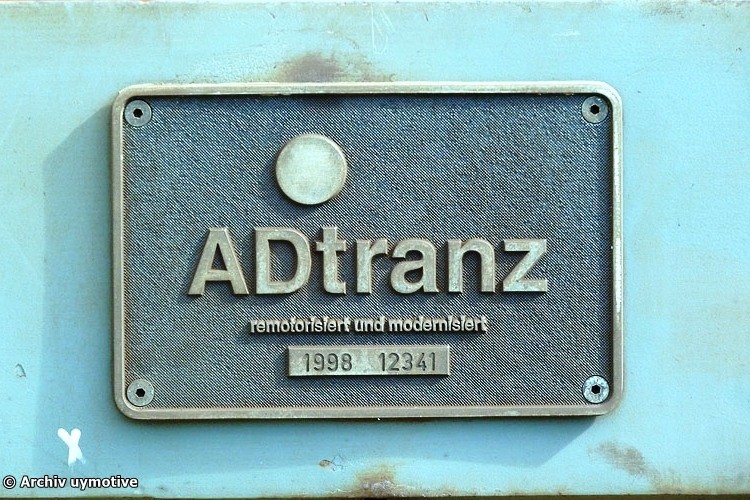 ADtranz
remotorisiert und modernisiert
1998 12341
© Archiv uymotive